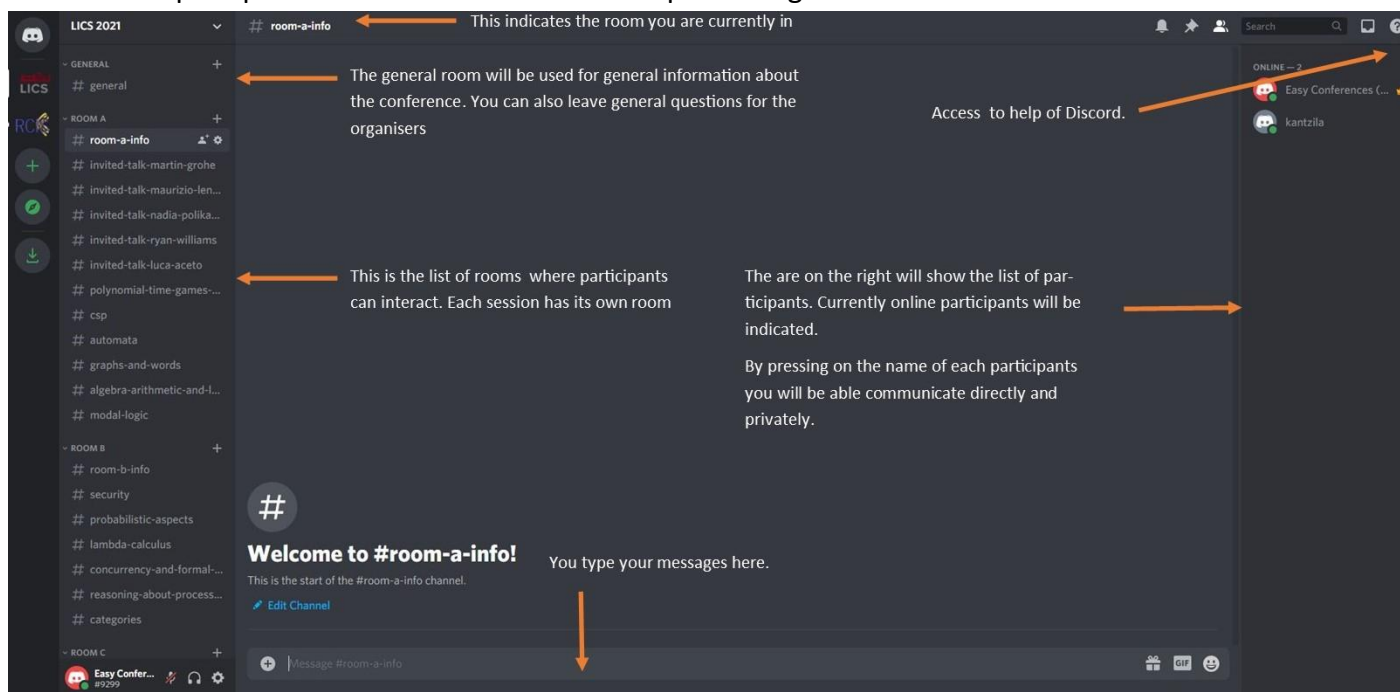 LICS 2021
# room-a-info
This indicates the room you are currently in
Search
GENERAL
# general
ROOM A
# room-a-info
# invited-talk-martin-grohe
# invited-talk-maurizio-len...
# invited-talk-nadia-polika...
# invited-talk-ryan-williams
# invited-talk-luca-aceto
# polynomial-time-games-...
# csp
# automata
# graphs-and-words
# algebra-arithmetic-and-l...
# modal-logic
ROOM B
# room-b-info
# security
# probabilistic-aspects
# lambda-calculus
# concurrency-and-formal-...
# reasoning-about-process...
# categories
ROOM C
Easy Confer...
#9299
LICS
RCRS
The general room will be used for general information about
the conference. You can also leave general questions for the
organisers
Access to help of Discord.
ONLINE — 2
Easy Conferences (...
kantzila
This is the list of rooms where participants
can interact. Each session has its own room
The are on the right will show the list of par-
ticipants. Currently online participants will be
indicated.
By pressing on the name of each participants
you will be able communicate directly and
privately.
#
Welcome to #room-a-info!
This is the start of the #room-a-info channel.
Edit Channel
You type your messages here.
Message #room-a-info
GIF